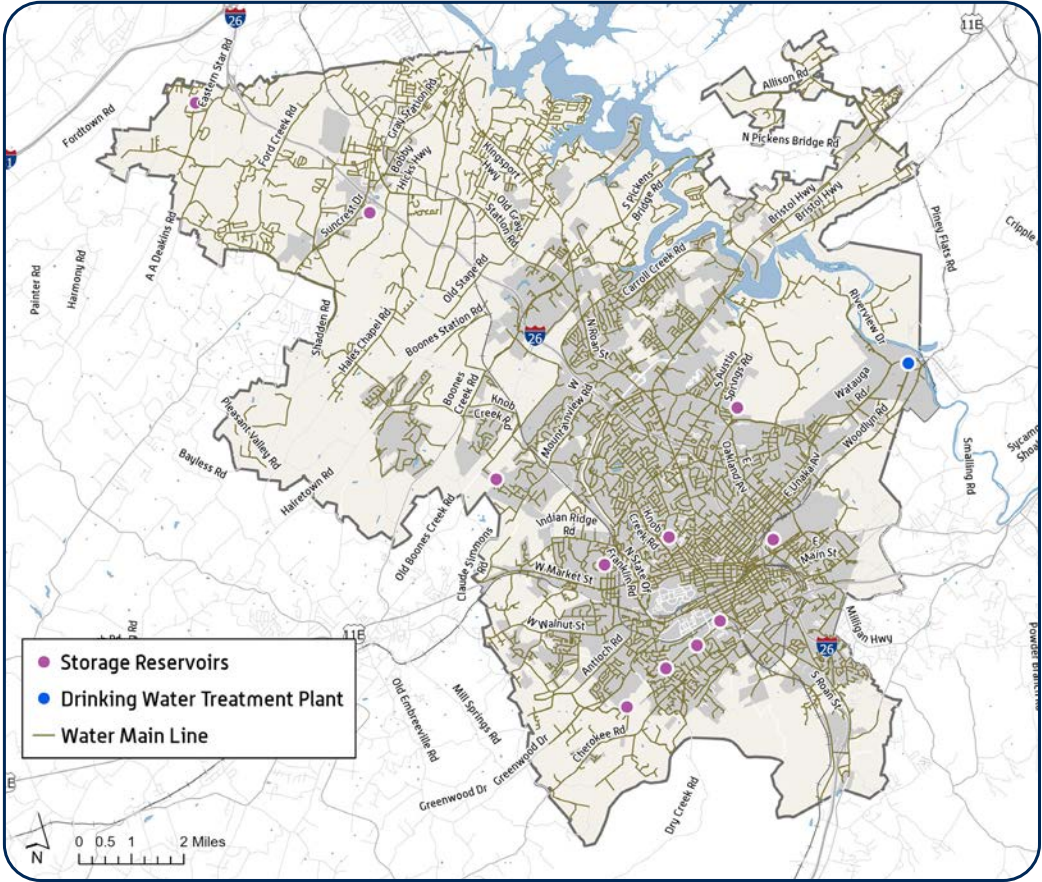 26
11E
Eastern Star Rd
Allison Rd
Fordtown Rd
Gray Station Rd
Ford Creek Rd
Bobby
Hicks Hwy
Kingsport
Hwy
N Pickens Bridge Rd
1
S Pickens
Bridge Rd
Bristol Hwy
Bristol Hwy
Suncrest Dr
Old Gray
Station Rd
Piney Flats Rd
Cripple
A A Deakins Rd
Harmony Rd
Painter Rd
Old Stage Rd
Carroll Creek Rd
Riverview Dr
Shadden Rd
Hales Chapel Rd
Boones Station Rd
26
N Roan St
S Austin
Springs Rd
Watauga
Rd
Boones
Creek Rd
Knob
Creek Rd
W
Mountainview Rd
Woodlyn Rd
Pleasant Valley Rd
Bayless Rd
Hairetown Rd
E
Oakland Av
E Unaka Av
Smalling Rd
Sycamo
Shoa
Old Boones Creek Rd
Indian Ridge
Rd
Knob
Creek Rd
N State Of
Franklin Rd
E
Main St
Claude Simmons
Rd
W Market St
W Walnut St
Antioch Rd
Milligan Hwy
26
11E
Rd
Storage Reservoirs
Drinking Water Treatment Plant
Water Main Line
Old Embreeville Rd
Mill Springs Rd
S Roan St
Cherokee Rd
Greenwood Dr
Greenwood Dr
Dry Creek Rd
E
N
0 0.5 1 2 Miles